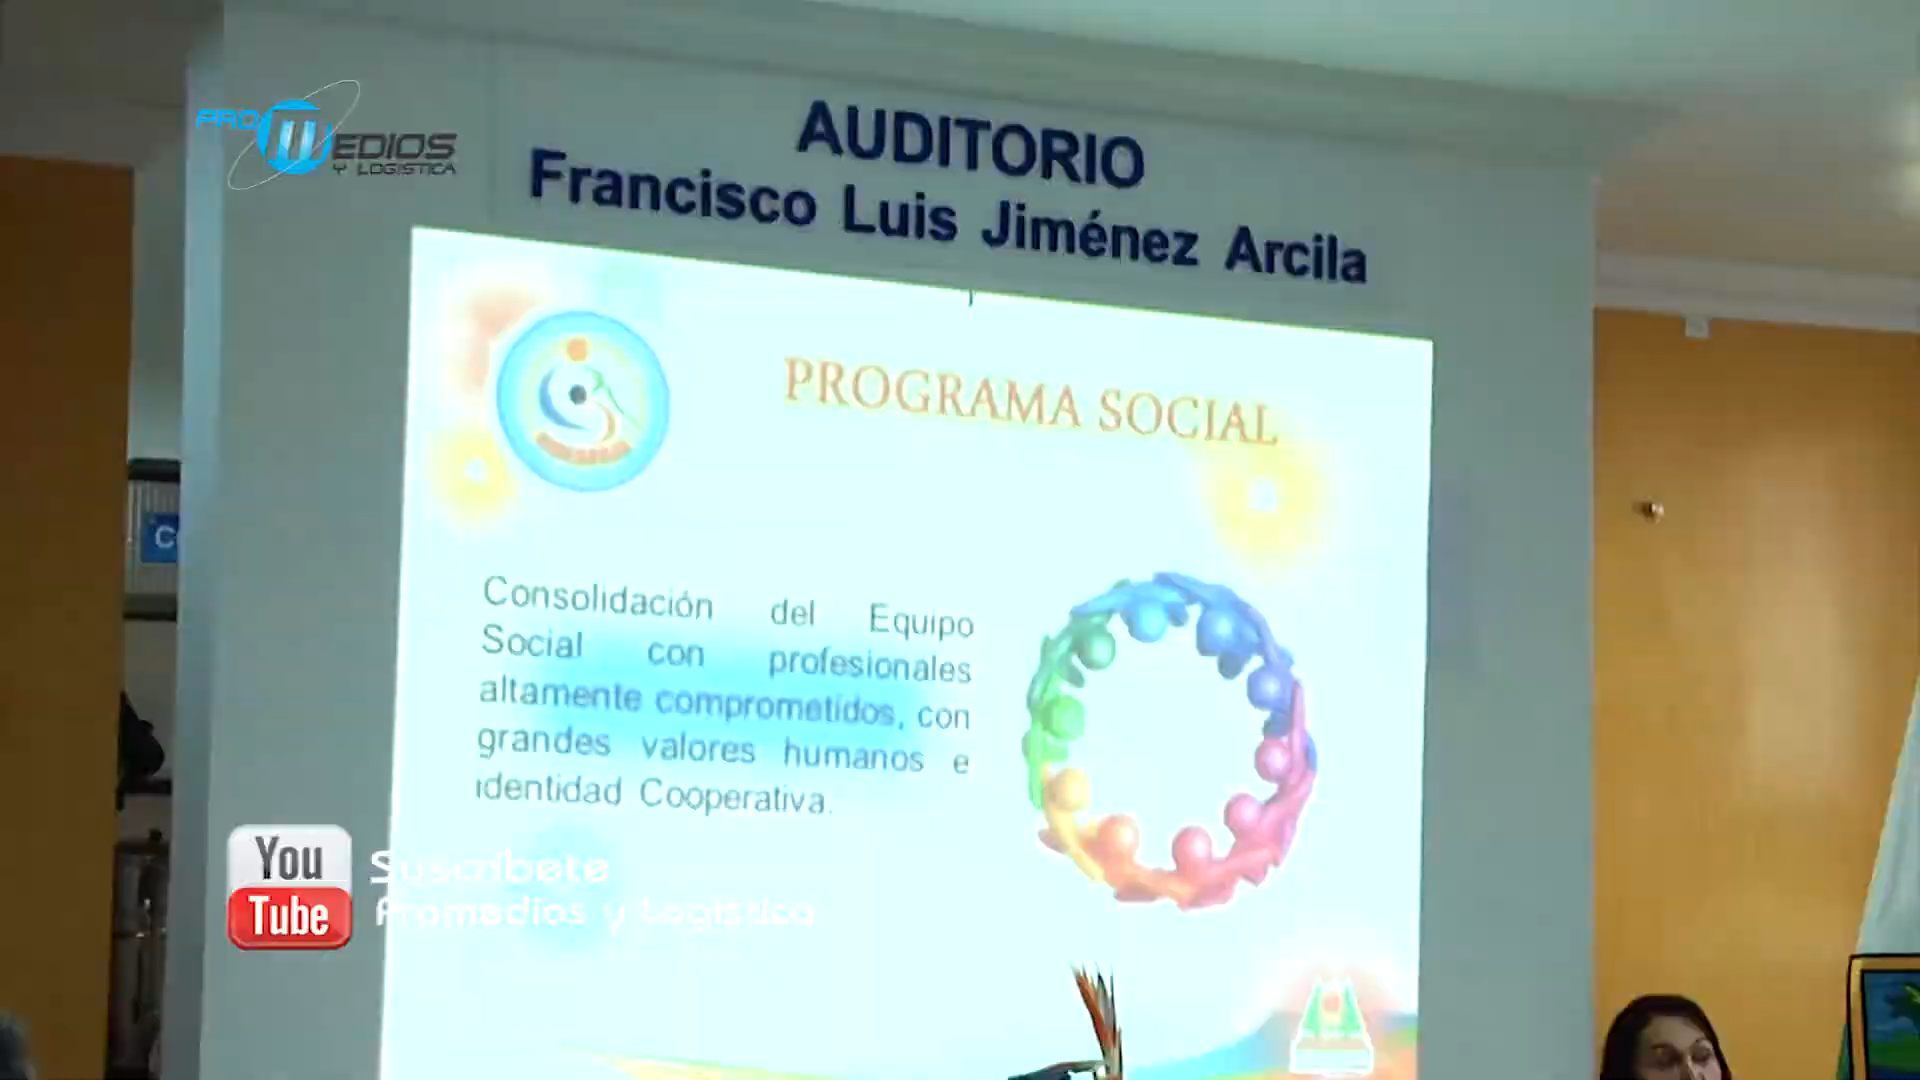 PRO MEDIOS
Y LOGISTICA
AUDITORIO
Francisco Luis Jiménez Arcila
PROGRAMA SOCIAL
Consolidación del Equipo
Social con profesionales
altamente comprometidos, con
grandes valores humanos e
identidad Cooperativa.
You
Tube
Suscríbete
Promedios y Logística